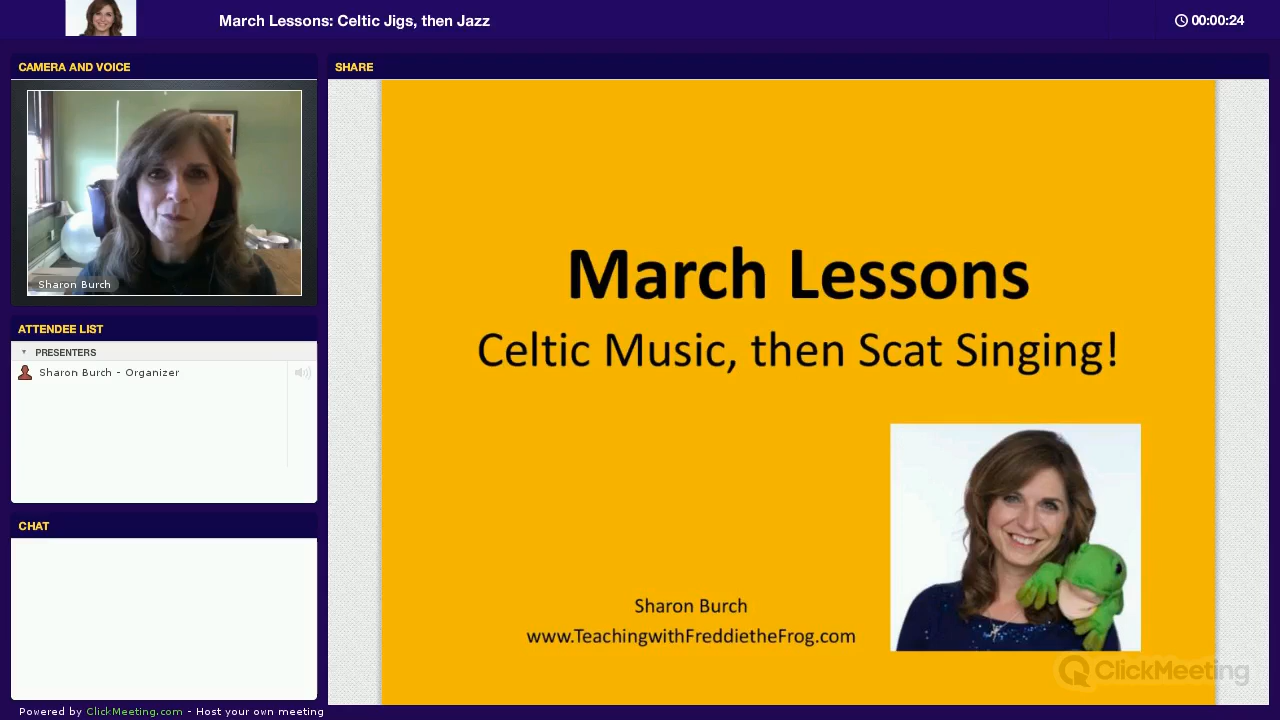 March Lessons: Celtic Jigs, then Jazz
00:00:24
CAMERA AND VOICE
Sharon Burch
ATTENDEE LIST
PRESENTERS
Sharon Burch - Organizer
CHAT
Powered by ClickMeeting.com - Host your own meeting
SHARE
March Lessons
Celtic Music, then Scat Singing!
Sharon Burch
www.TeachingwithFreddietheFrog.com
ClickMeeting